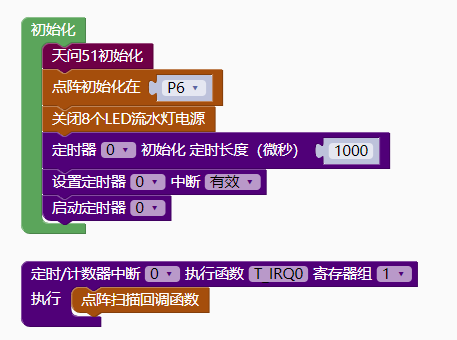 初始化
天问51初始化
点阵初始化在 P6
关闭8个LED流水灯电源
定时器 0 初始化 定时长度（微秒） 1000
设置定时器 0 中断 有效
启动定时器 0
定时/计数器中断 0 执行函数 T_IRQ0 寄存器组 1
执行 点阵扫描回调函数